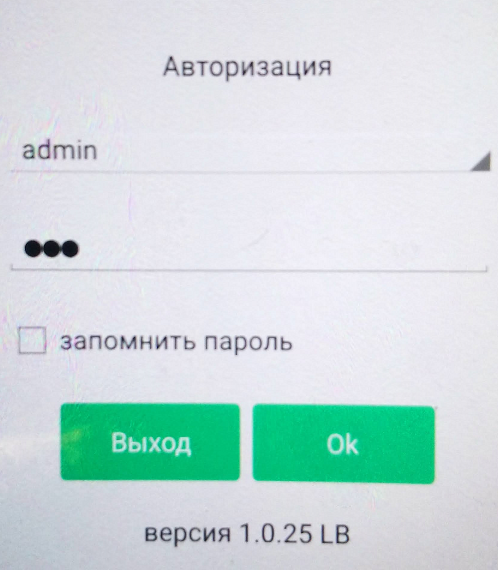 Авторизация
admin
●●●
запомнить пароль
Выход
Ok
версия 1.0.25 LB